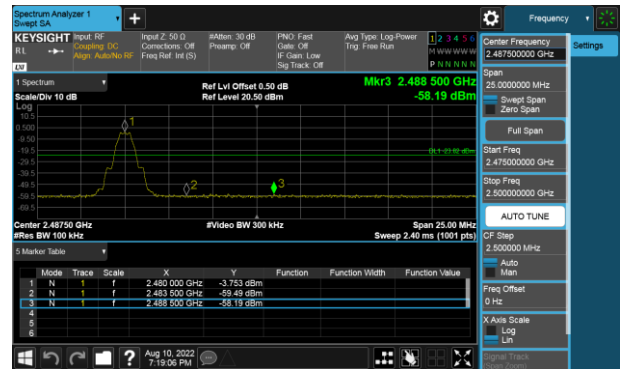 Spectrum Analyzer 1
Swept SA
Frequency
KEYSIGHT
RL
LXI
Input: RF
Coupling: DC
Align: Auto/No RF
Input Z: 50 Ω
Corrections: Off
Freq Ref: Int (S)
#Atten: 30 dB
Preamp: Off
PNO: Fast
Gate: Off
IF Gain: Low
Sig Track: Off
Avg Type: Log-Power
Trig: Free Run
1 2 3 4 5 6
M W W W W W
P N N N N N
1 Spectrum
Scale/Div 10 dB
Log
Ref Lvl Offset 0.50 dB
Ref Level 20.50 dBm
Mkr3 2.488 500 GHz
-58.19 dBm
10.5
0.500
-9.50
-19.5
-29.5
-39.5
-49.5
-59.5
-69.5
1
2
3
DL1 -23.62 dBm
Center 2.48750 GHz
#Res BW 100 kHz
#Video BW 300 kHz
Span 25.00 MHz
Sweep 2.40 ms (1001 pts)
5 Marker Table
Mode Trace Scale X Y Function Function Width Function Value
1 N 1 f 2.480 000 GHz -3.753 dBm
2 N 1 f 2.483 500 GHz -59.49 dBm
3 N 1 f 2.488 500 GHz -58.19 dBm
4
5
6
?
Aug 10, 2022
7:19:06 PM
Center Frequency
2.487500000 GHz
Settings
Span
25.0000000 MHz
Swept Span
Zero Span
Full Span
Start Freq
2.475000000 GHz
Stop Freq
2.500000000 GHz
AUTO TUNE
CF Step
2.500000 MHz
Auto
Man
Freq Offset
0 Hz
X Axis Scale
Log
Lin
Signal Track
(Span Zoom)